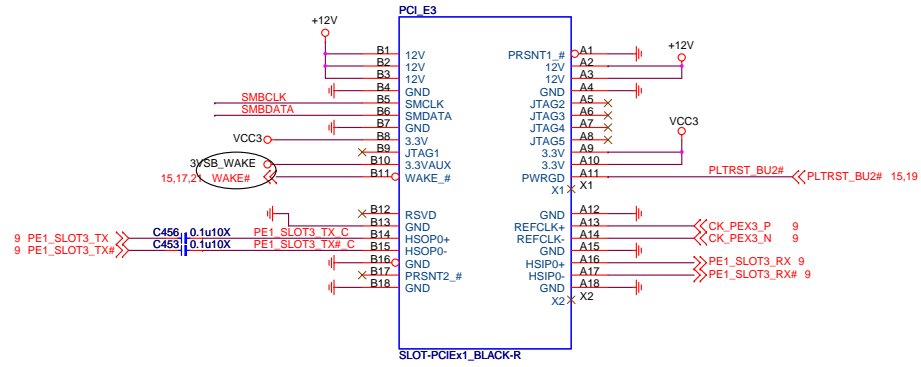 PCI_E3
+12V
B1 12V PRSNT1_# A1
B2 12V 12V A2 +12V
B3 12V 12V A3
B4 GND GND A4
SMBCLK B5 SMCLK JTAG2 A5
SMBDATA B6 SMDATA JTAG3 A6
B7 GND JTAG4 A7
VCC3 B8 3.3V JTAG5 A8 VCC3
B9 JTAG1 3.3V A9
3VSB_WAKE B10 3.3VAUX 3.3V A10
15,17,21 WAKE# B11 WAKE_# PWRGD A11 PLTRST_BU2# PLTRST_BU2# 15,19
X1 X1
B12 RSVD GND A12
B13 GND REFCLK+ A13 CK_PEX3_P 9
9 PE1_SLOT3_TX C456 0.1u10X PE1_SLOT3_TX_C B14 HSOP0+ REFCLK- A14 CK_PEX3_N 9
9 PE1_SLOT3_TX# C453 0.1u10X PE1_SLOT3_TX#_C B15 HSOP0- GND A15
B16 GND HSIP0+ A16 PE1_SLOT3_RX 9
B17 PRSNT2_# HSIP0- A17 PE1_SLOT3_RX# 9
B18 GND GND A18
X2 X2
SLOT-PCIEx1_BLACK-R